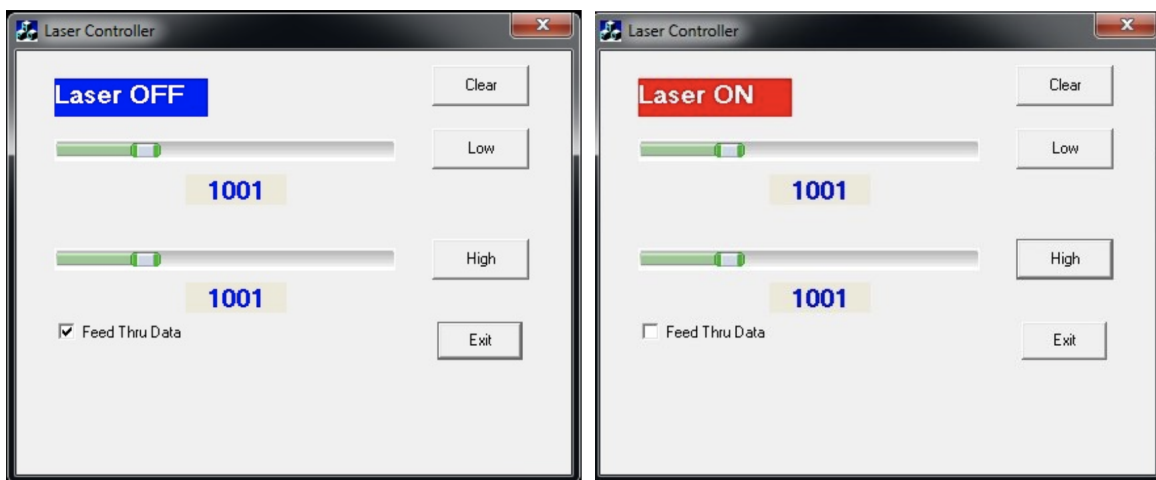 Laser Controller
Laser OFF
Clear
Low
1001
High
1001
Feed Thru Data
Exit
Laser Controller
Laser ON
Clear
Low
1001
High
1001
Feed Thru Data
Exit